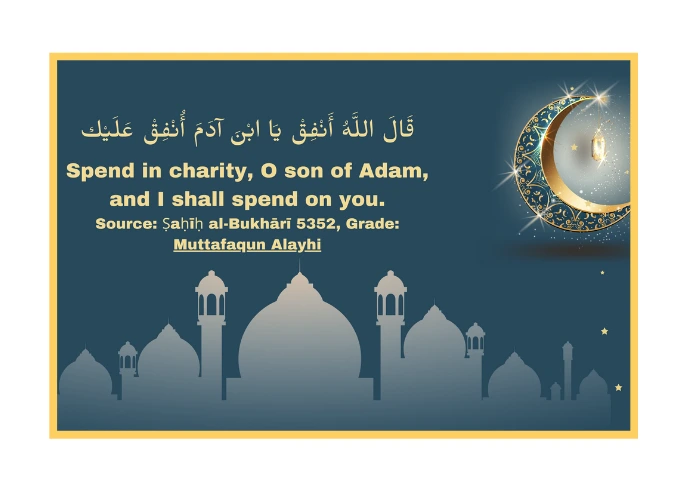 قَالَ اللَّهُ أَنْفِقْ يَا ابْنَ آدَمَ أُنْفِقْ عَلَيْك
Spend in charity, O son of Adam,
and I shall spend on you.
Source: Ṣaḥīḥ al-Bukhārī 5352, Grade:
Muttafaqun Alayhi